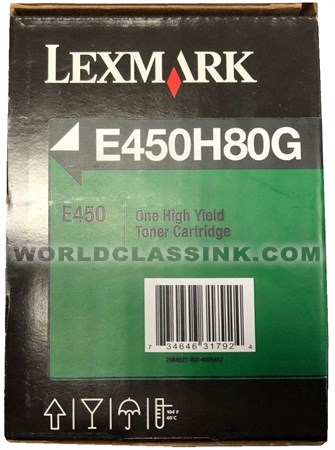 LEXMARK
E450H80G
E450
One High Yield
Toner Cartridge
WORLDCLASSINK.COM
7 34646 31792 4